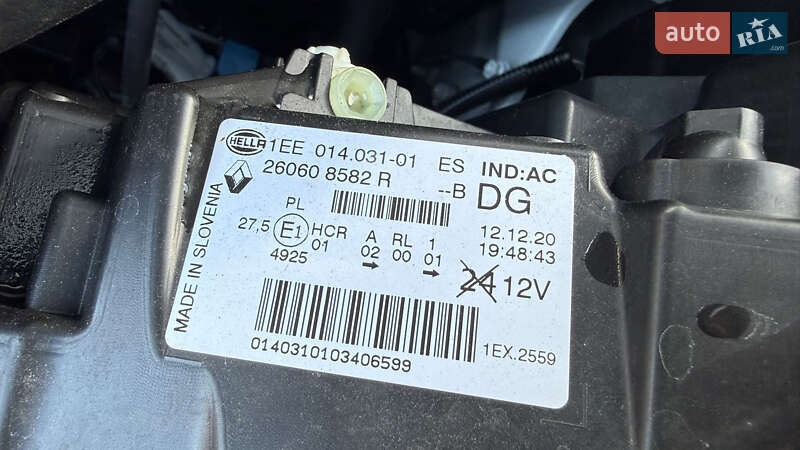 auto RIA.com
HELLA 1EE 014.031-01 ES IND:AC
26060 8582 R --B DG
PL
27,5 E1 HCR A RL 1 12.12.20
01 02 00 01 19:48:43
4925
24 12V
MADE IN SLOVENIA
0140310103406599
1EX.2559